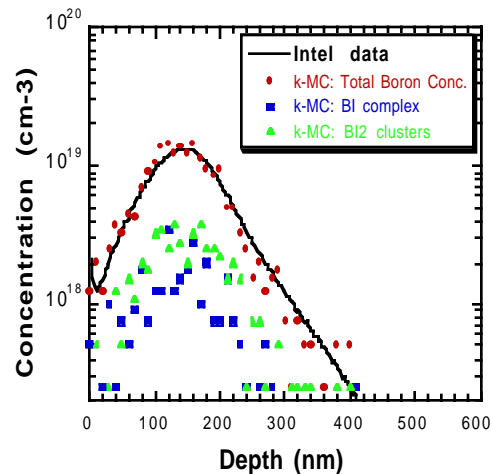 10^20
Intel data
k-MC: Total Boron Conc.
k-MC: BI complex
k-MC: BI2 clusters
10^19
10^18
Concentration (cm-3)
0 100 200 300 400 500 600
Depth (nm)